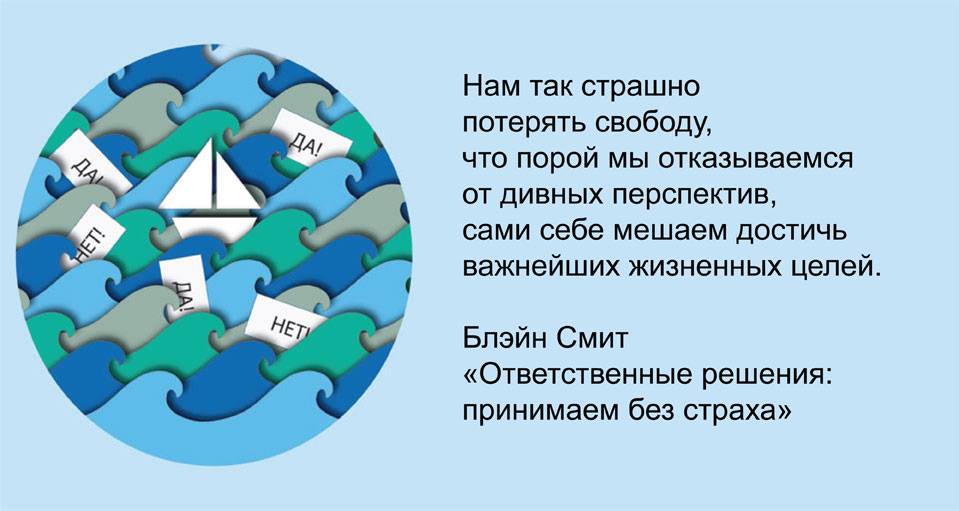 ДА!
ДА!
НЕТ!
ДА!
НЕТ!
Нам так страшно
потерять свободу,
что порой мы отказываемся
от дивных перспектив,
сами себе мешаем достичь
важнейших жизненных целей.
Блэйн Смит
«Ответственные решения:
принимаем без страха»